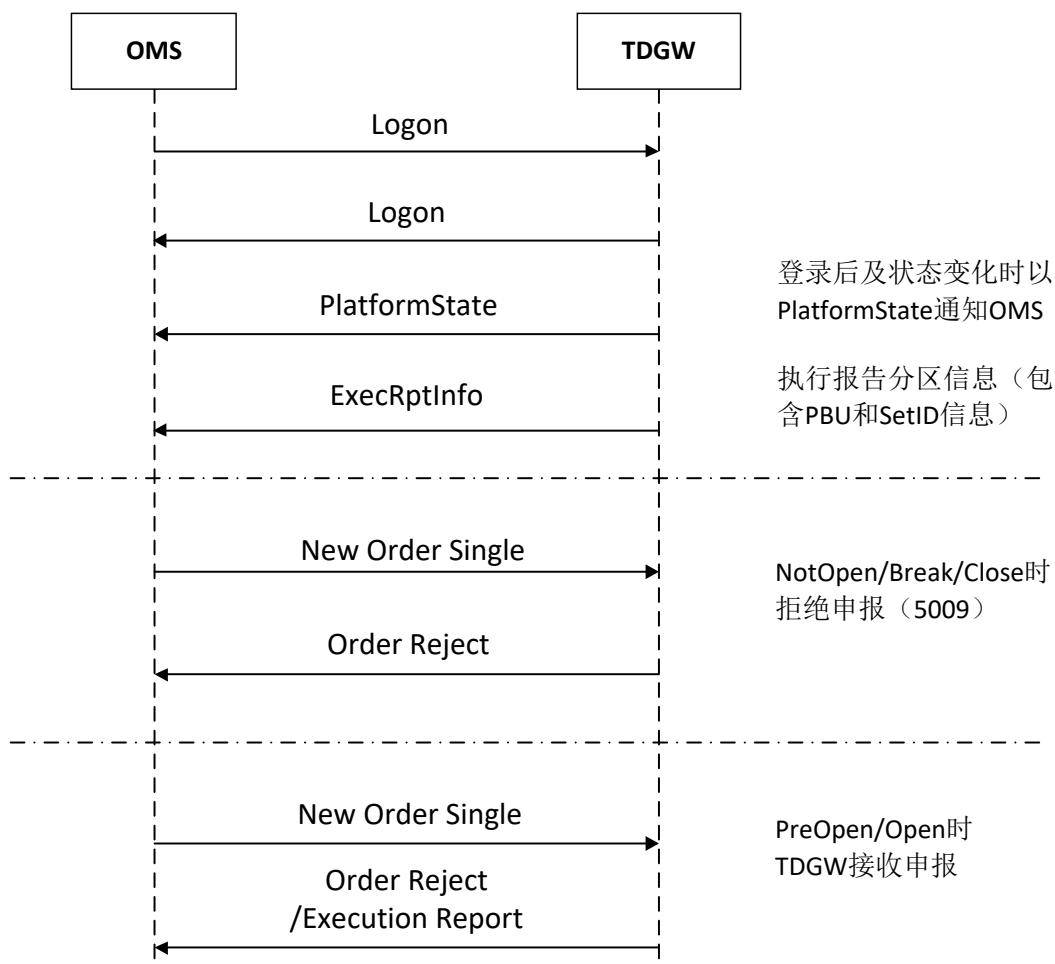 OMS
TDGW
Logon
Logon
登录后及状态变化时以
PlatformState通知OMS
PlatformState
执行报告分区信息（包
含PBU和SetID信息）
ExecRptInfo
New Order Single
NotOpen/Break/Close时
拒绝申报（5009）
Order Reject
New Order Single
PreOpen/Open时
TDGW接收申报
Order Reject
/Execution Report